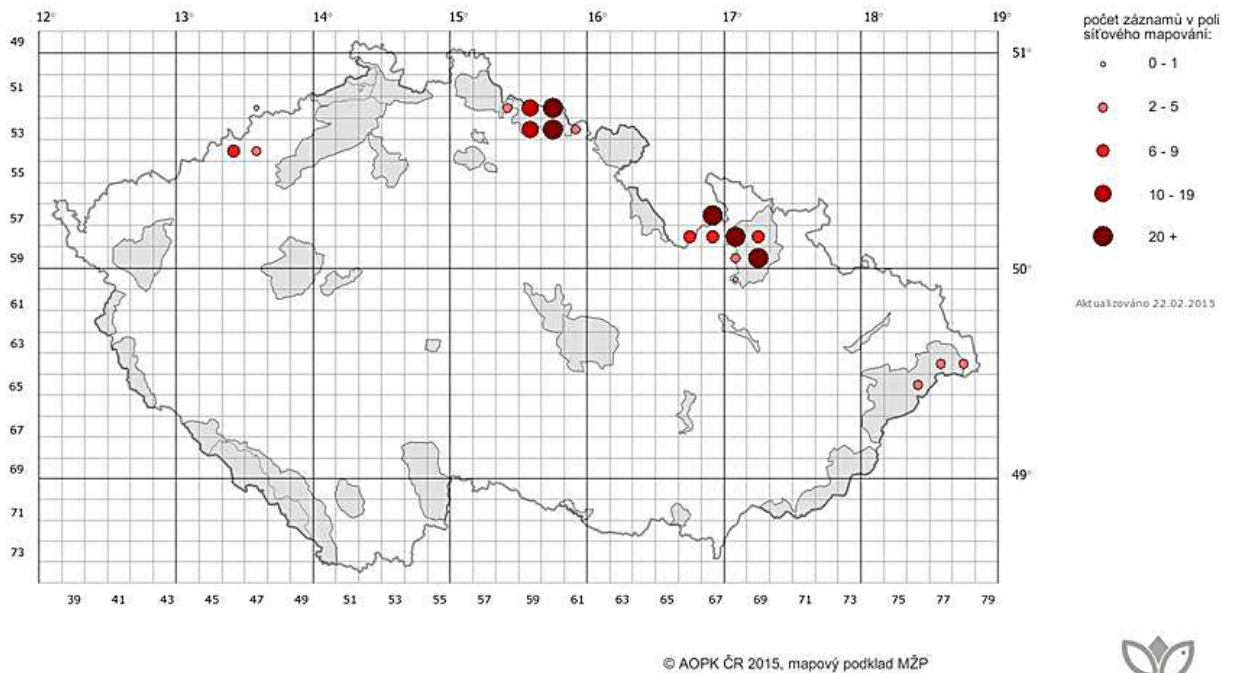 12° 13° 14° 15° 16° 17° 18° 19°
počet záznamů v poli
síťového mapování:
49
51°
0 - 1
51
2 - 5
53
6 - 9
55
10 - 19
57
20 +
59
50°
Aktualizováno 22.02.2015
61
63
65
67
69
49°
71
73
39 41 43 45 47 49 51 53 55 57 59 61 63 65 67 69 71 73 75 77 79
© AOPK ČR 2015, mapový podklad MŽP